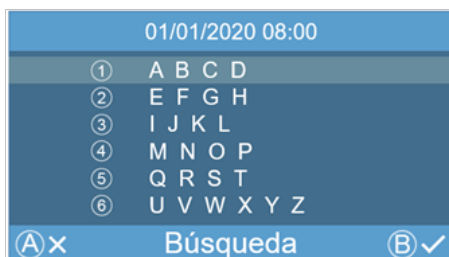 01/01/2020 08:00
① A B C D
② E F G H
③ I J K L
④ M N O P
⑤ Q R S T
⑥ U V W X Y Z
Ⓐ✕ Búsqueda Ⓑ✓